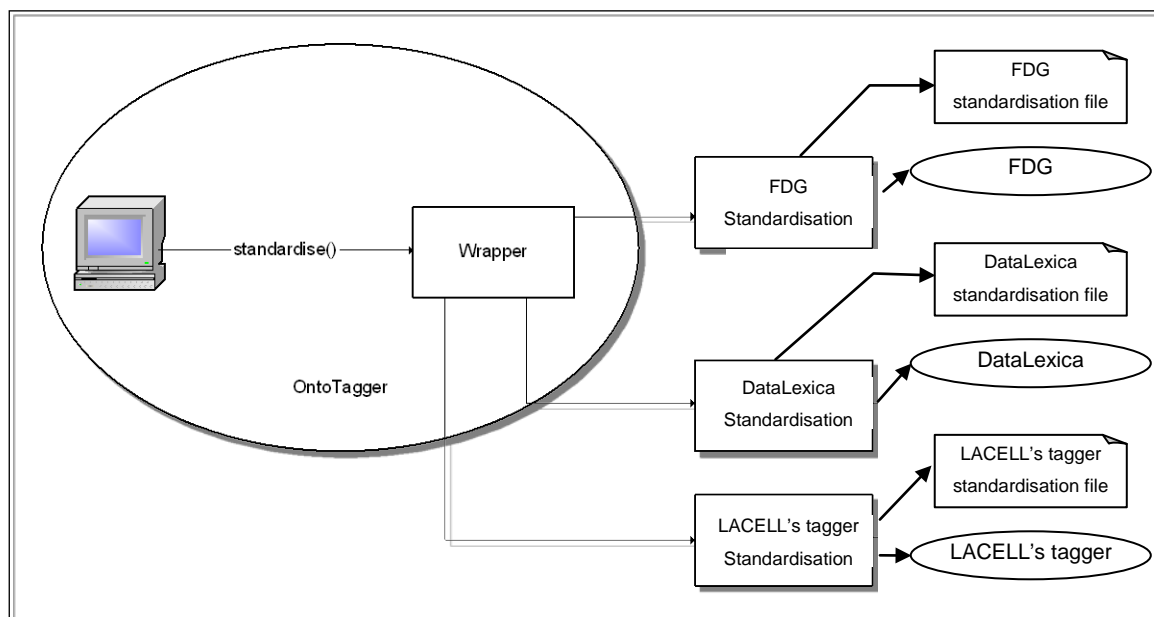 standardise()
Wrapper
OntoTagger
FDG
Standardisation
FDG
standardisation file
FDG
DataLexica
Standardisation
DataLexica
standardisation file
DataLexica
LACELL’s tagger
Standardisation
LACELL’s tagger
standardisation file
LACELL’s tagger